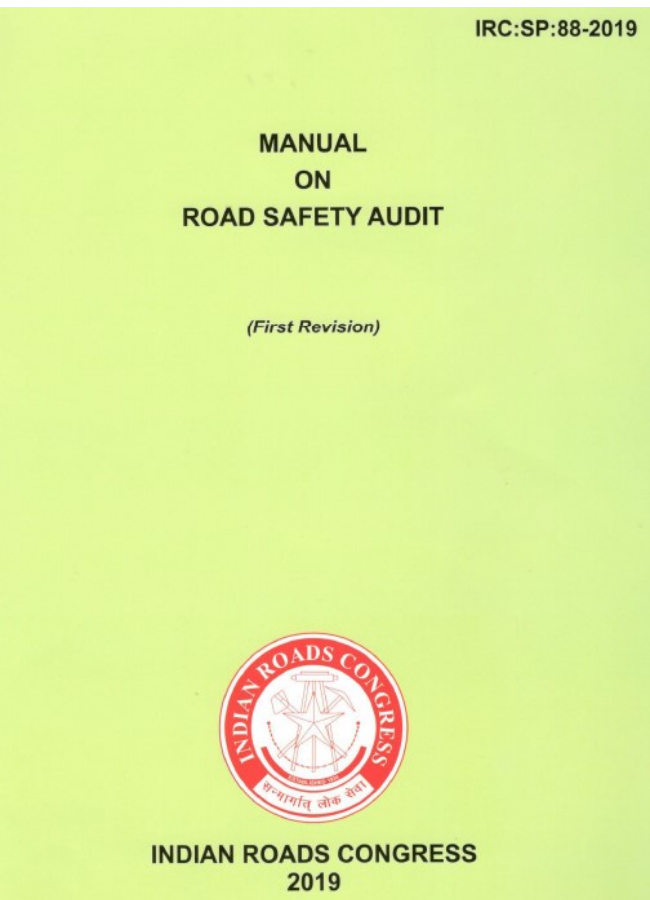 IRC:SP:88-2019
MANUAL
ON
ROAD SAFETY AUDIT
(First Revision)
INDIAN ROADS CONGRESS
सन्मार्गात् लोक सेवा
INDIAN ROADS CONGRESS
2019